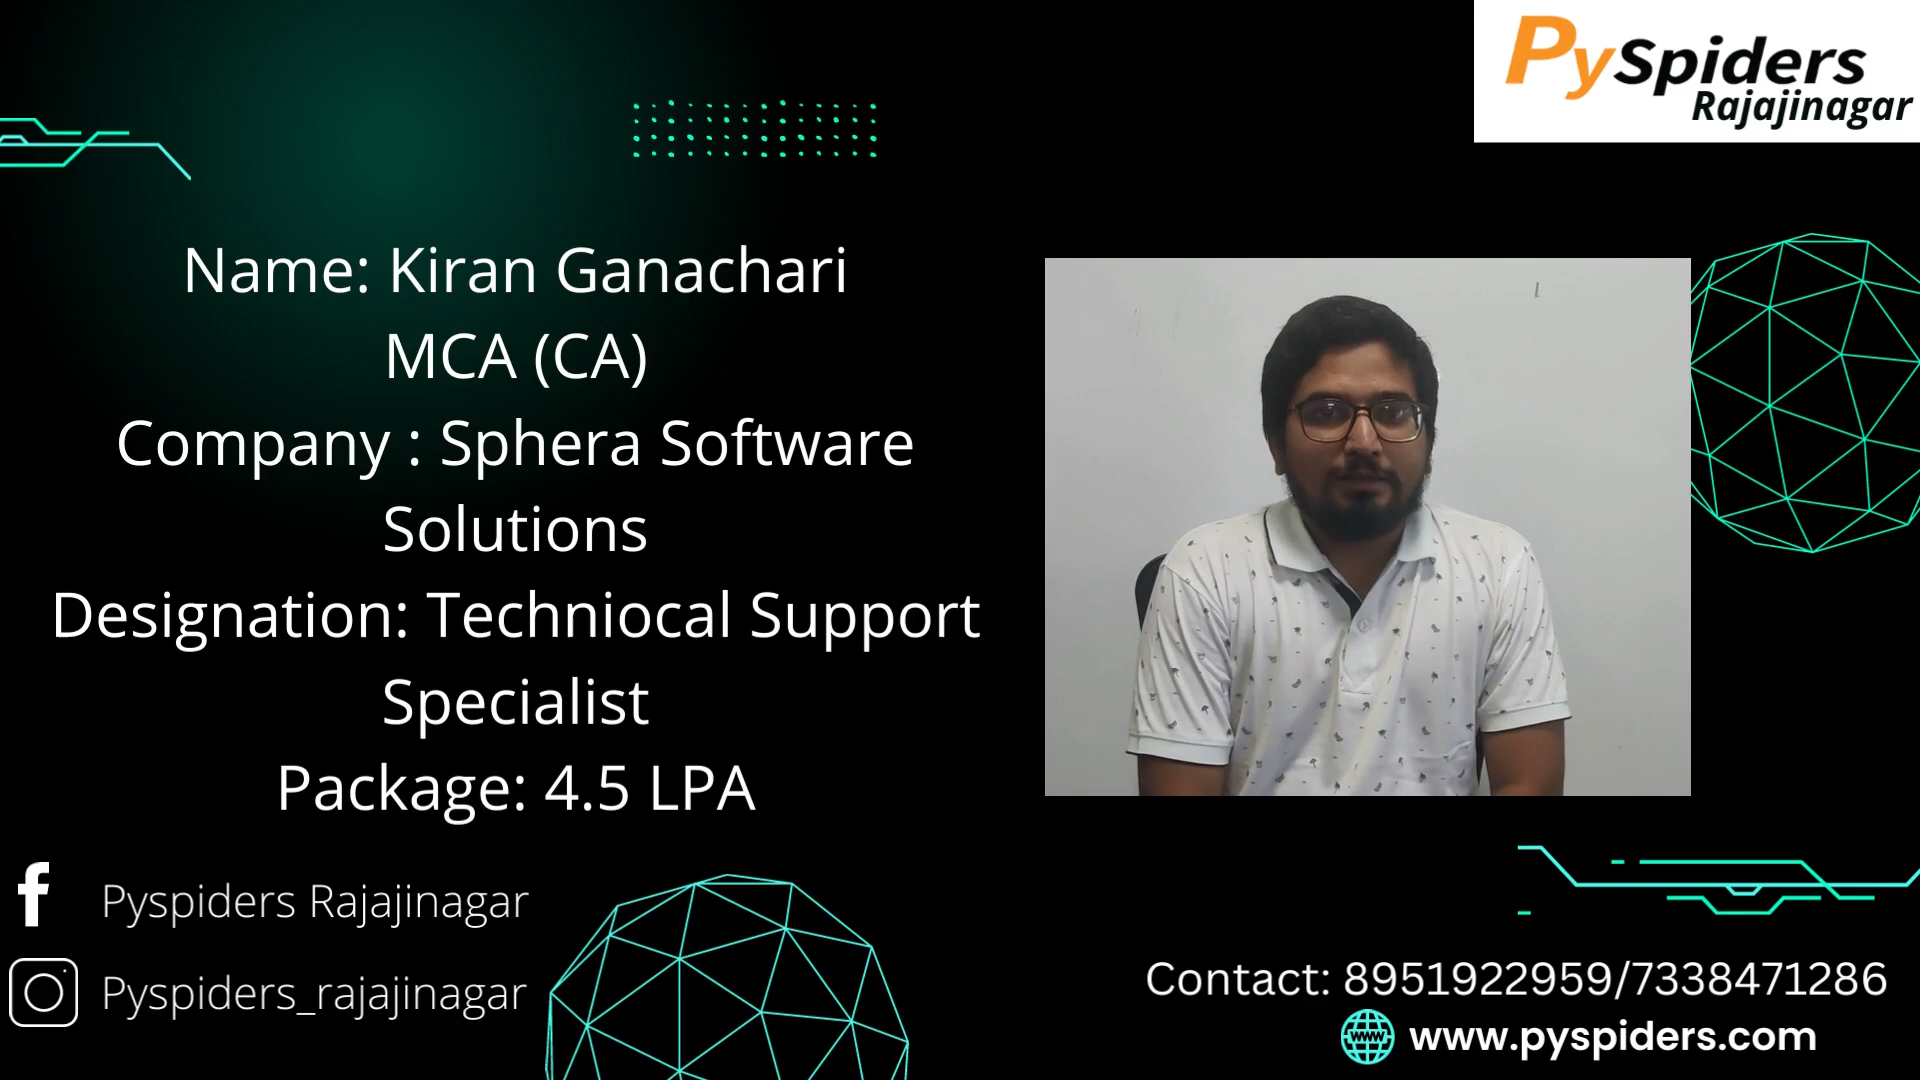 PySpiders
Rajajinagar
Name: Kiran Ganachari
MCA (CA)
Company : Sphera Software
Solutions
Designation: Techniocal Support
Specialist
Package: 4.5 LPA
Pyspiders Rajajinagar
Pyspiders_rajajinagar
Contact: 8951922959/7338471286
www
www.pyspiders.com